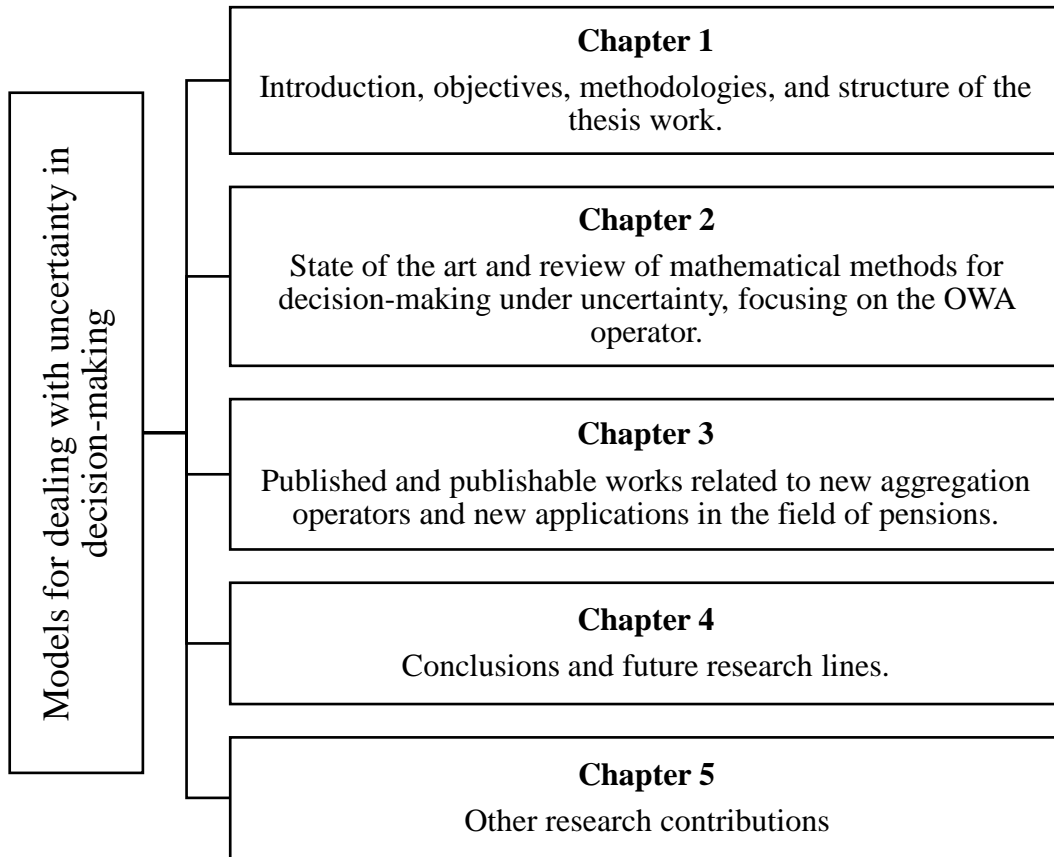 Models for dealing with uncertainty in
decision-making
Chapter 1
Introduction, objectives, methodologies, and structure of the
thesis work.
Chapter 2
State of the art and review of mathematical methods for
decision-making under uncertainty, focusing on the OWA
operator.
Chapter 3
Published and publishable works related to new aggregation
operators and new applications in the field of pensions.
Chapter 4
Conclusions and future research lines.
Chapter 5
Other research contributions